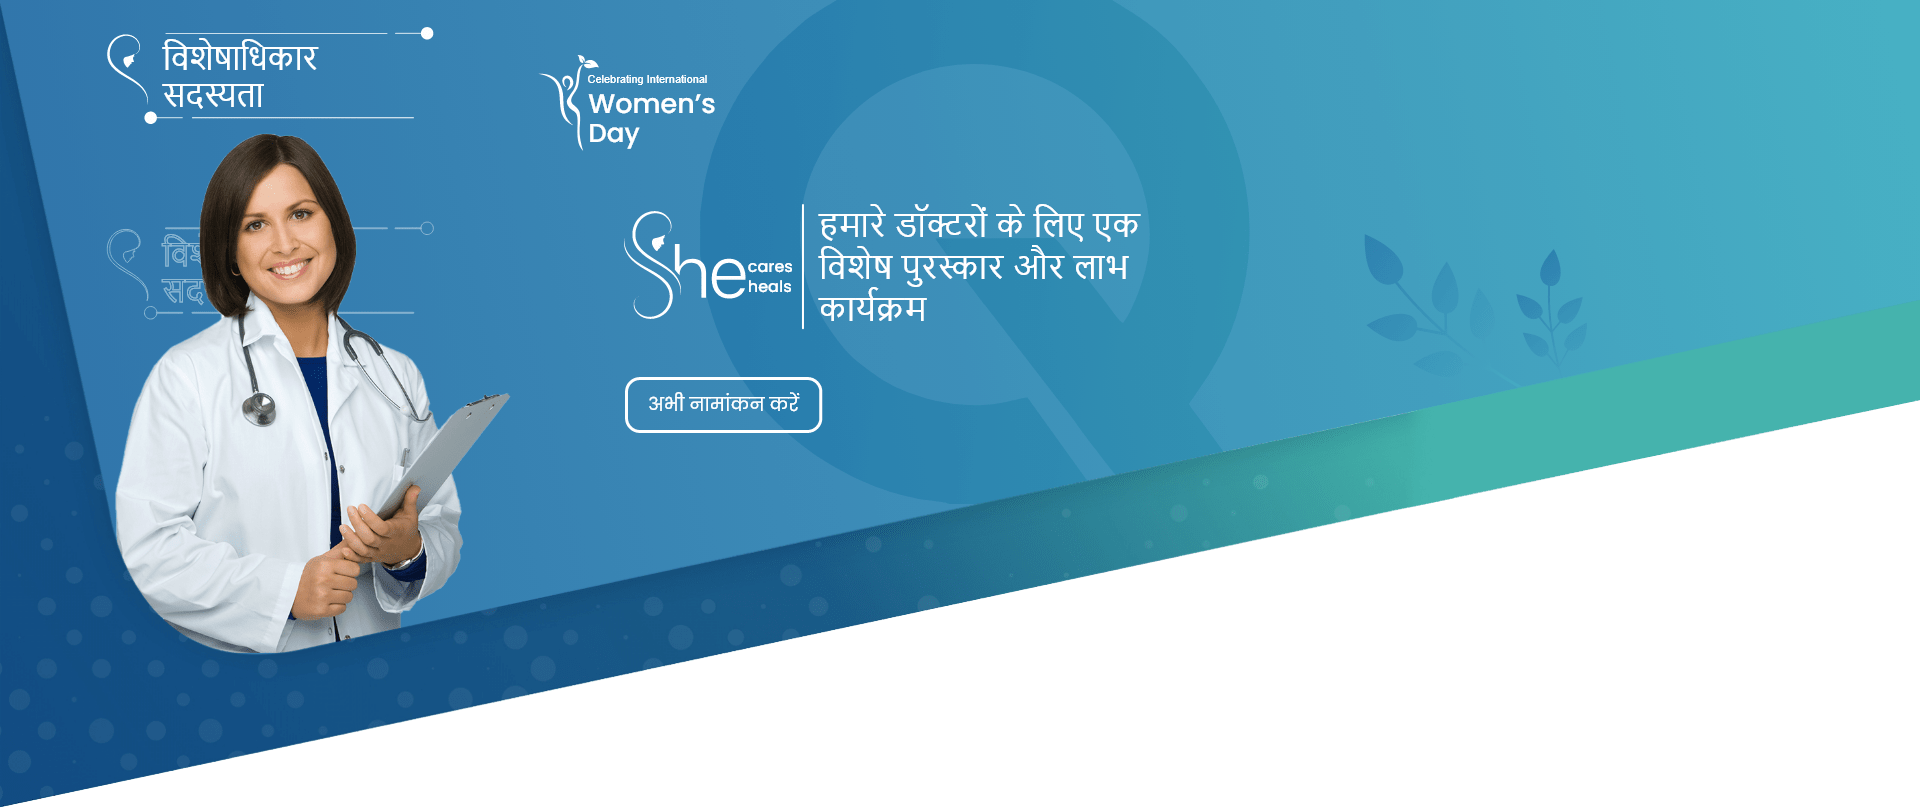 विशेषाधिकार
सदस्यता
Celebrating International
Women's
Day
She cares heals
हमारे डॉक्टरों के लिए एक
विशेष पुरस्कार और लाभ
कार्यक्रम
विशे
सद
अभी नामांकन करें